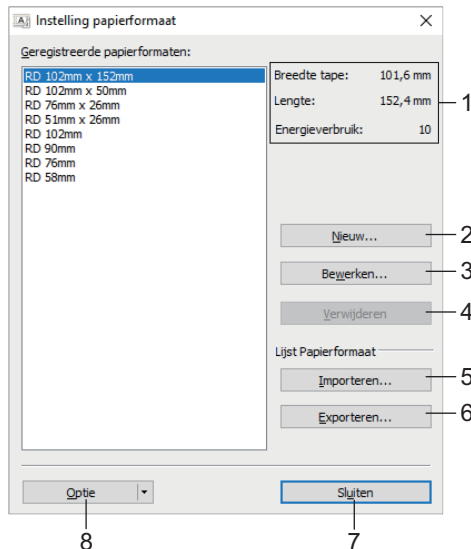 Instelling papierformaat
Geregistreerde papierformaten:
RD 102mm x 152mm
RD 102mm x 50mm
RD 76mm x 26mm
RD 51mm x 26mm
RD 102mm
RD 90mm
RD 76mm
RD 58mm
Breedte tape: 101,6 mm
Lengte: 152,4 mm
Energieverbruik: 10
1
Nieuw...
2
Bewerken...
3
Verwijderen
4
Lijst Papierformaat
Importeren...
5
Exporteren...
6
Optie
Sluiten
8
7